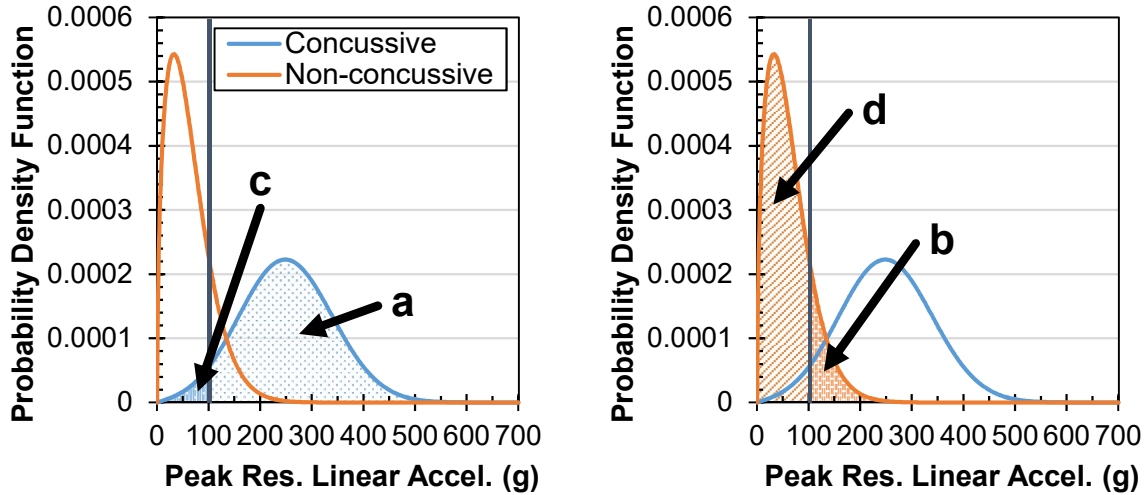 Probability Density Function
0.0006
0.0005
0.0004
0.0003
0.0002
0.0001
0
Concussive
Non-concussive
c
a
0 100 200 300 400 500 600 700
Peak Res. Linear Accel. (g)
Probability Density Function
0.0006
0.0005
0.0004
0.0003
0.0002
0.0001
0
d
b
0 100 200 300 400 500 600 700
Peak Res. Linear Accel. (g)